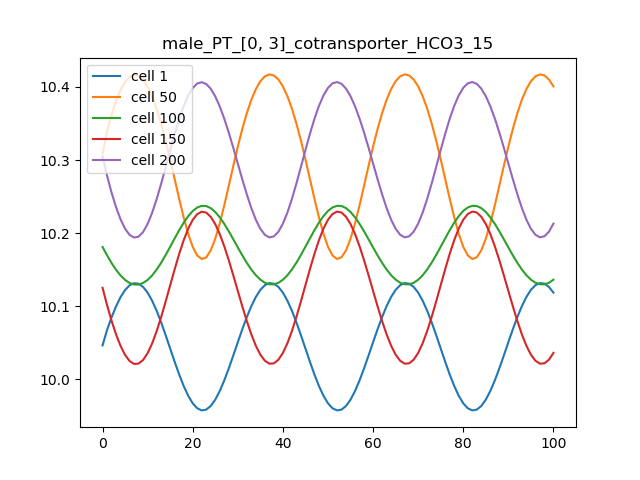 male_PT_[0, 3]_cotransporter_HCO3_15
cell 1
cell 50
cell 100
cell 150
cell 200
10.4
10.3
10.2
10.1
10.0
0 20 40 60 80 100